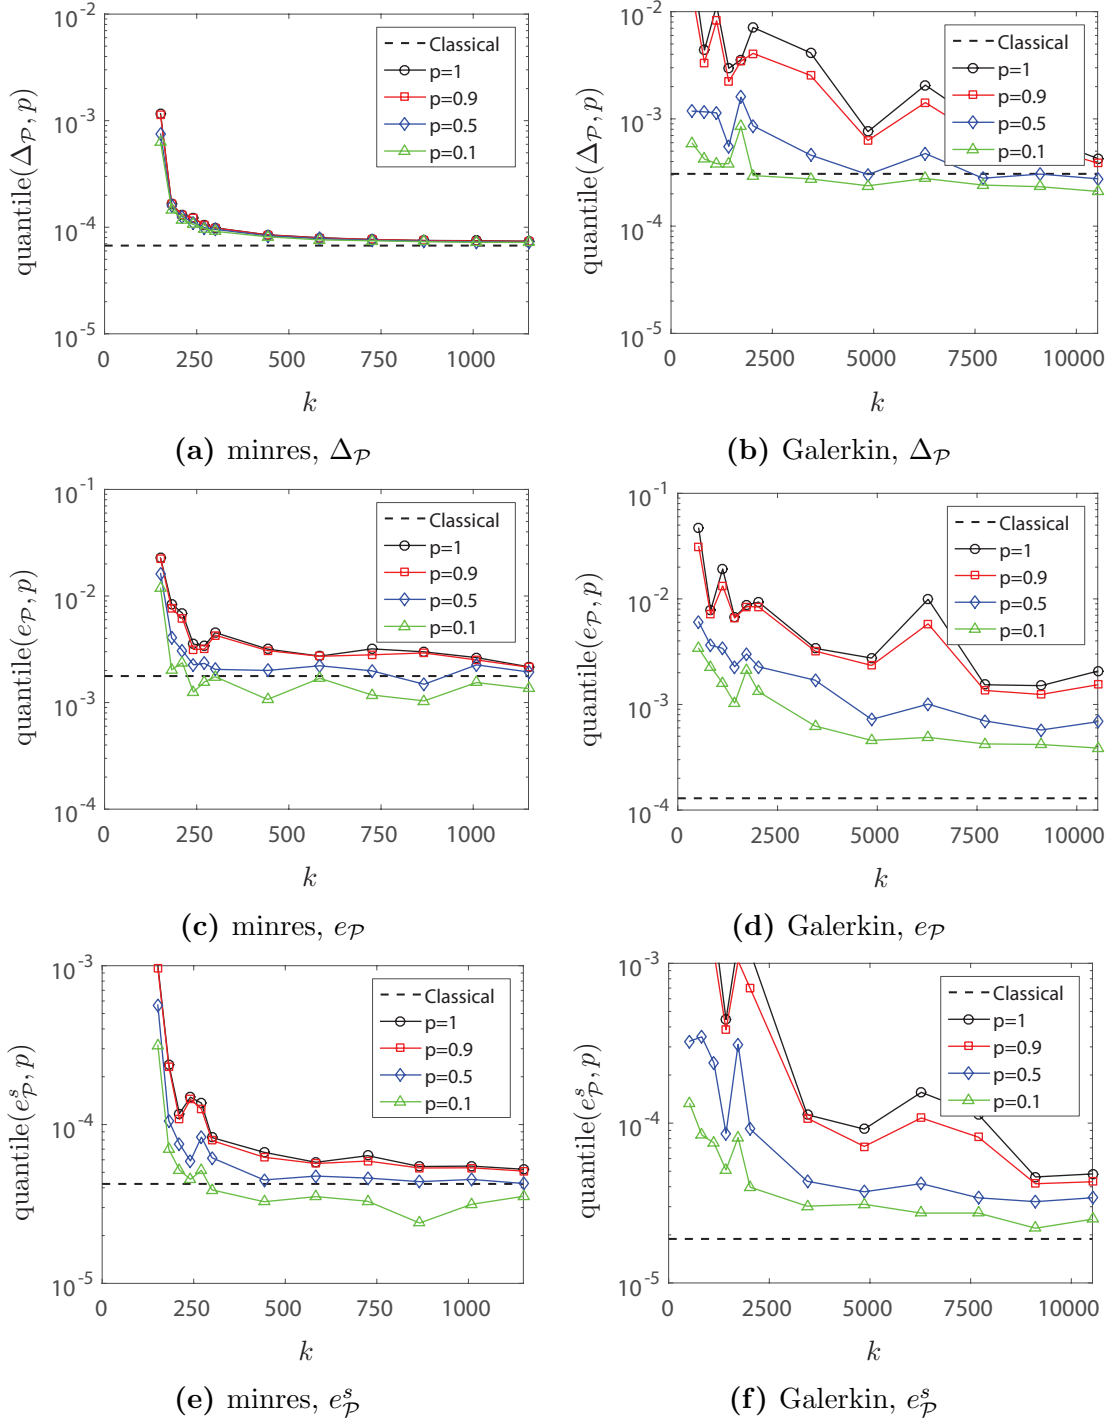 10^-2
10^-3
10^-4
10^-5
quantile(Δ_𝒫, p)
Classical
p=1
p=0.9
p=0.5
p=0.1
0 250 500 750 1000
k
(a) minres, Δ_𝒫
10^-2
10^-3
10^-4
10^-5
quantile(Δ_𝒫, p)
Classical
p=1
p=0.9
p=0.5
p=0.1
0 2500 5000 7500 10000
k
(b) Galerkin, Δ_𝒫
10^-1
10^-2
10^-3
10^-4
quantile(e_𝒫, p)
Classical
p=1
p=0.9
p=0.5
p=0.1
0 250 500 750 1000
k
(c) minres, e_𝒫
10^-1
10^-2
10^-3
10^-4
quantile(e_𝒫, p)
Classical
p=1
p=0.9
p=0.5
p=0.1
0 2500 5000 7500 10000
k
(d) Galerkin, e_𝒫
10^-3
10^-4
10^-5
quantile(e^s_𝒫, p)
Classical
p=1
p=0.9
p=0.5
p=0.1
0 250 500 750 1000
k
(e) minres, e^s_𝒫
10^-3
10^-4
10^-5
quantile(e^s_𝒫, p)
Classical
p=1
p=0.9
p=0.5
p=0.1
0 2500 5000 7500 10000
k
(f) Galerkin, e^s_𝒫